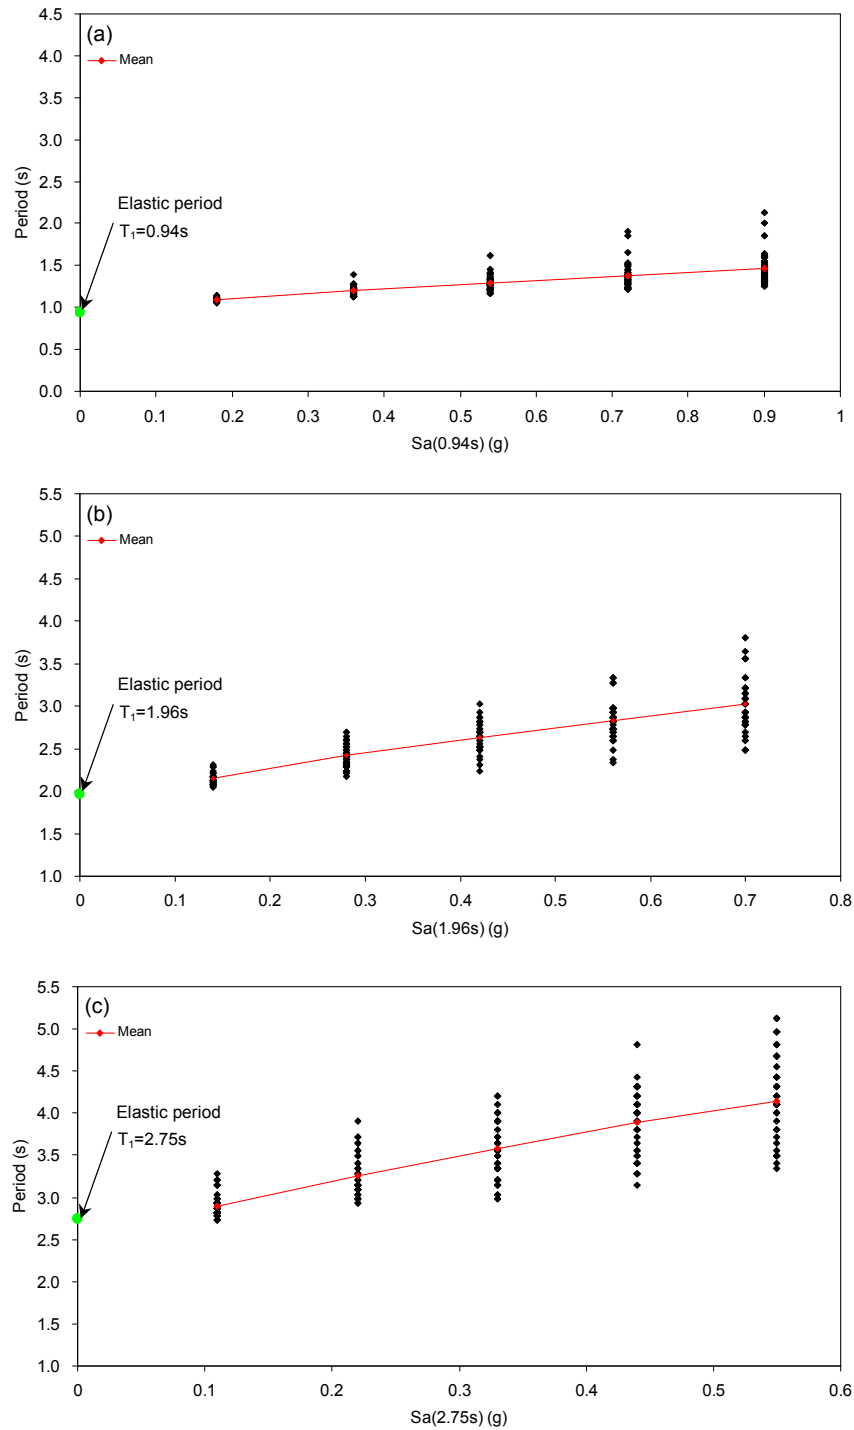 (a)
Mean
4.5
4.0
3.5
3.0
2.5
2.0
1.5
1.0
0.5
0.0
Period (s)
Elastic period
T₁=0.94s
0 0.1 0.2 0.3 0.4 0.5 0.6 0.7 0.8 0.9 1
Sa(0.94s) (g)
(b)
Mean
5.5
5.0
4.5
4.0
3.5
3.0
2.5
2.0
1.5
1.0
Period (s)
Elastic period
T₁=1.96s
0 0.1 0.2 0.3 0.4 0.5 0.6 0.7 0.8
Sa(1.96s) (g)
(c)
Mean
5.5
5.0
4.5
4.0
3.5
3.0
2.5
2.0
1.5
1.0
Period (s)
Elastic period
T₁=2.75s
0 0.1 0.2 0.3 0.4 0.5 0.6
Sa(2.75s) (g)